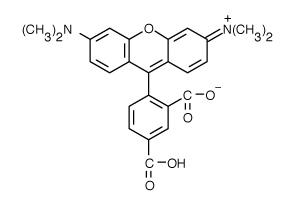 (CH₃)₂N O N⁺(CH₃)₂
C–O⁻
O
C–OH
O